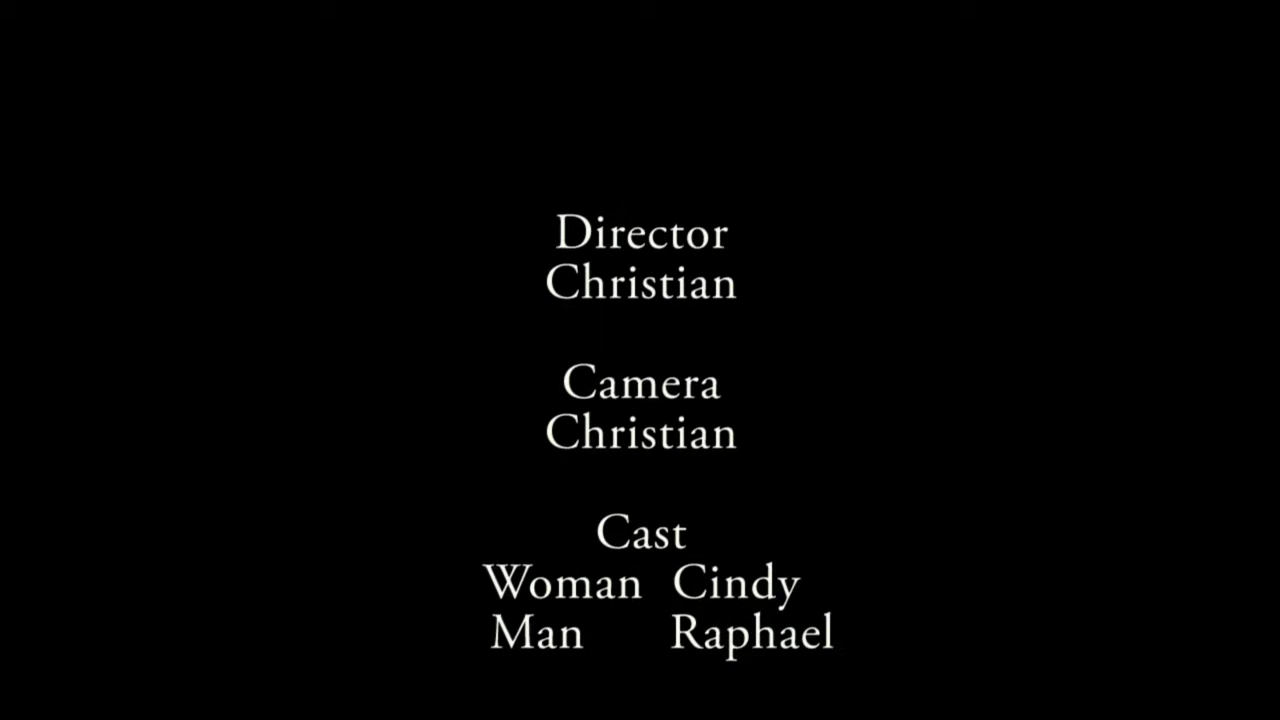 Director
Christian
Camera
Christian
Cast
Woman Cindy
Man Raphael